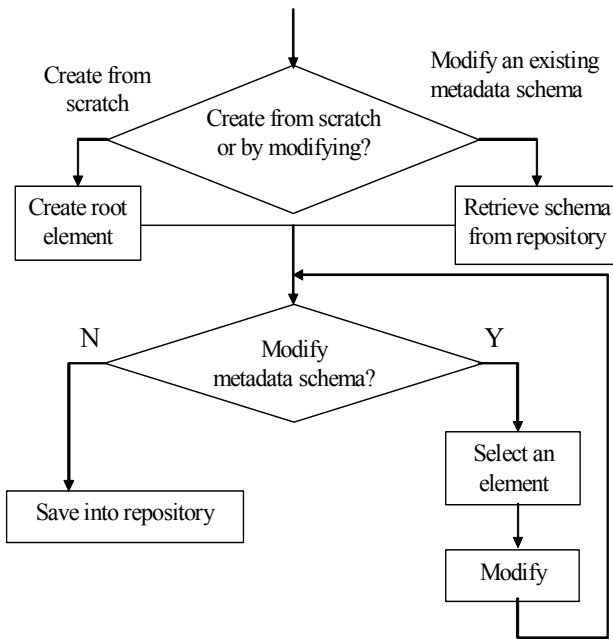 Create from
scratch
Modify an existing
metadata schema
Create from scratch
or by modifying?
Create root
element
Retrieve schema
from repository
N
Y
Modify
metadata schema?
Select an
element
Save into repository
Modify